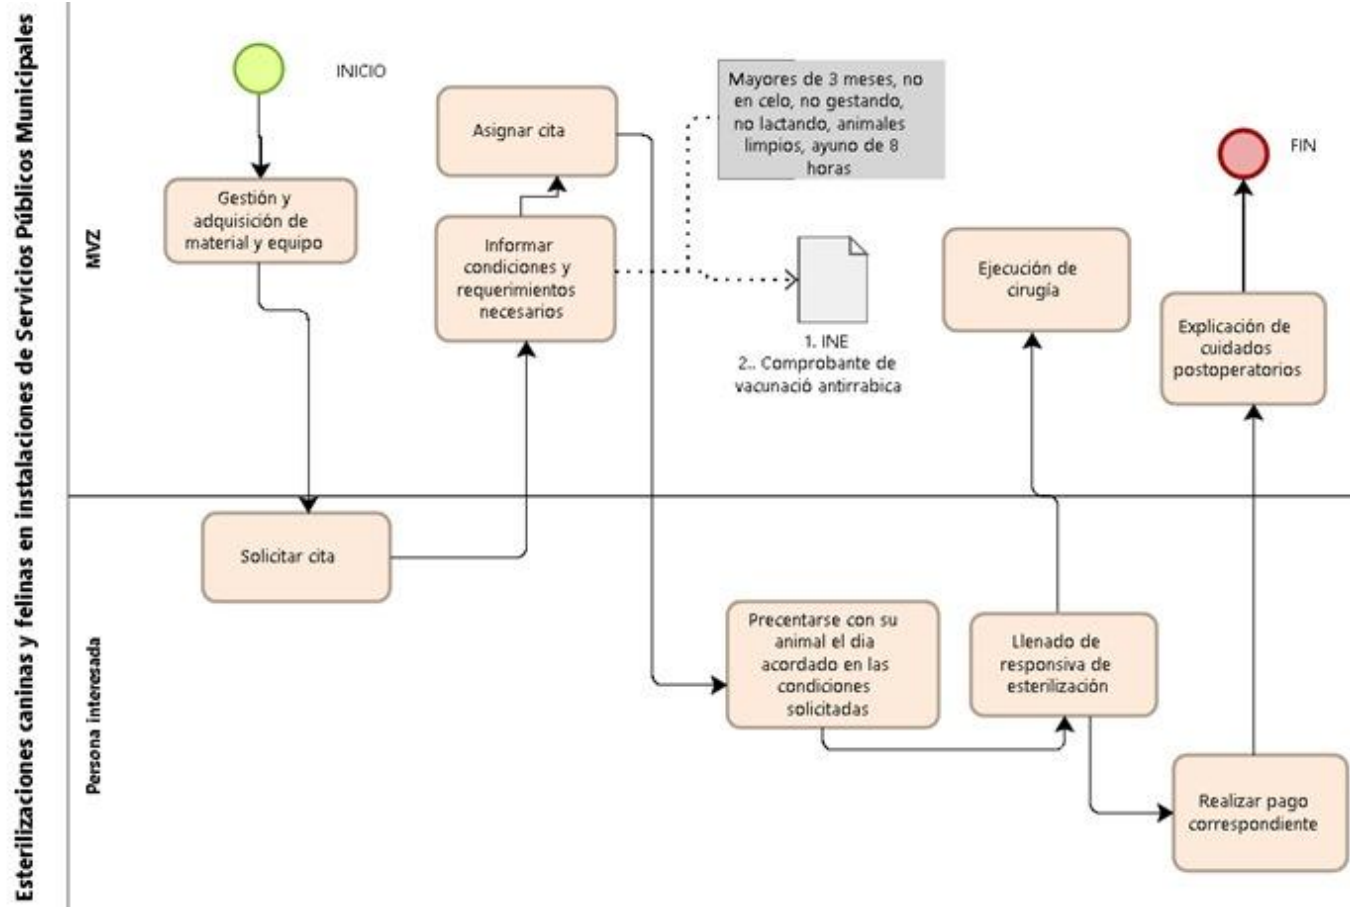 Esterilizaciones caninas y felinas en instalaciones de Servicios Públicos Municipales
MVZ
INICIO
Gestión y
adquisición de
material y equipo
Asignar cita
Informar
condiciones y
requerimientos
necesarios
Mayores de 3 meses, no
en celo, no gestando,
no lactando, animales
limpios, ayuno de 8
horas
1. INE
2.. Comprobante de
vacunació antirrabica
Ejecución de
cirugía
FIN
Explicación de
cuidados
postoperatorios
Persona interesada
Solicitar cita
Precentarse con su
animal el dia
acordado en las
condiciones
solicitadas
Llenado de
responsiva de
esterilización
Realizar pago
correspondiente